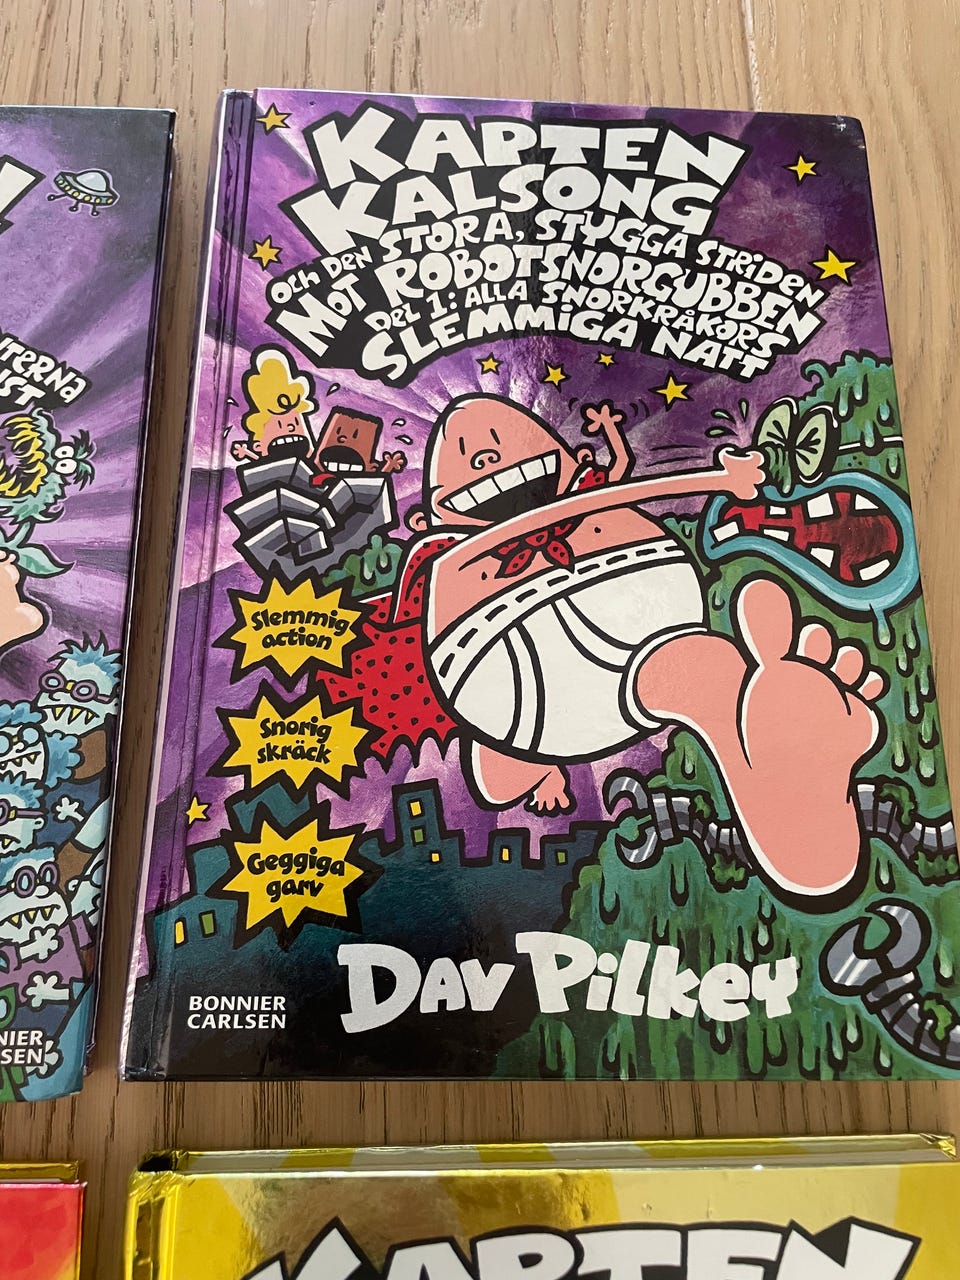 KAPTEN
KALSONG
OCH DEN STORA, STYGGA STRIDEN
MOT ROBOTSNORGUBBEN
DEL 1: ALLA SNORKRÅKORS
SLEMMIGA NATT
Slemmig
action
Snorig
skräck
Geggiga
garv
DAV PILKEY
BONNIER
CARLSEN
KAPTEN